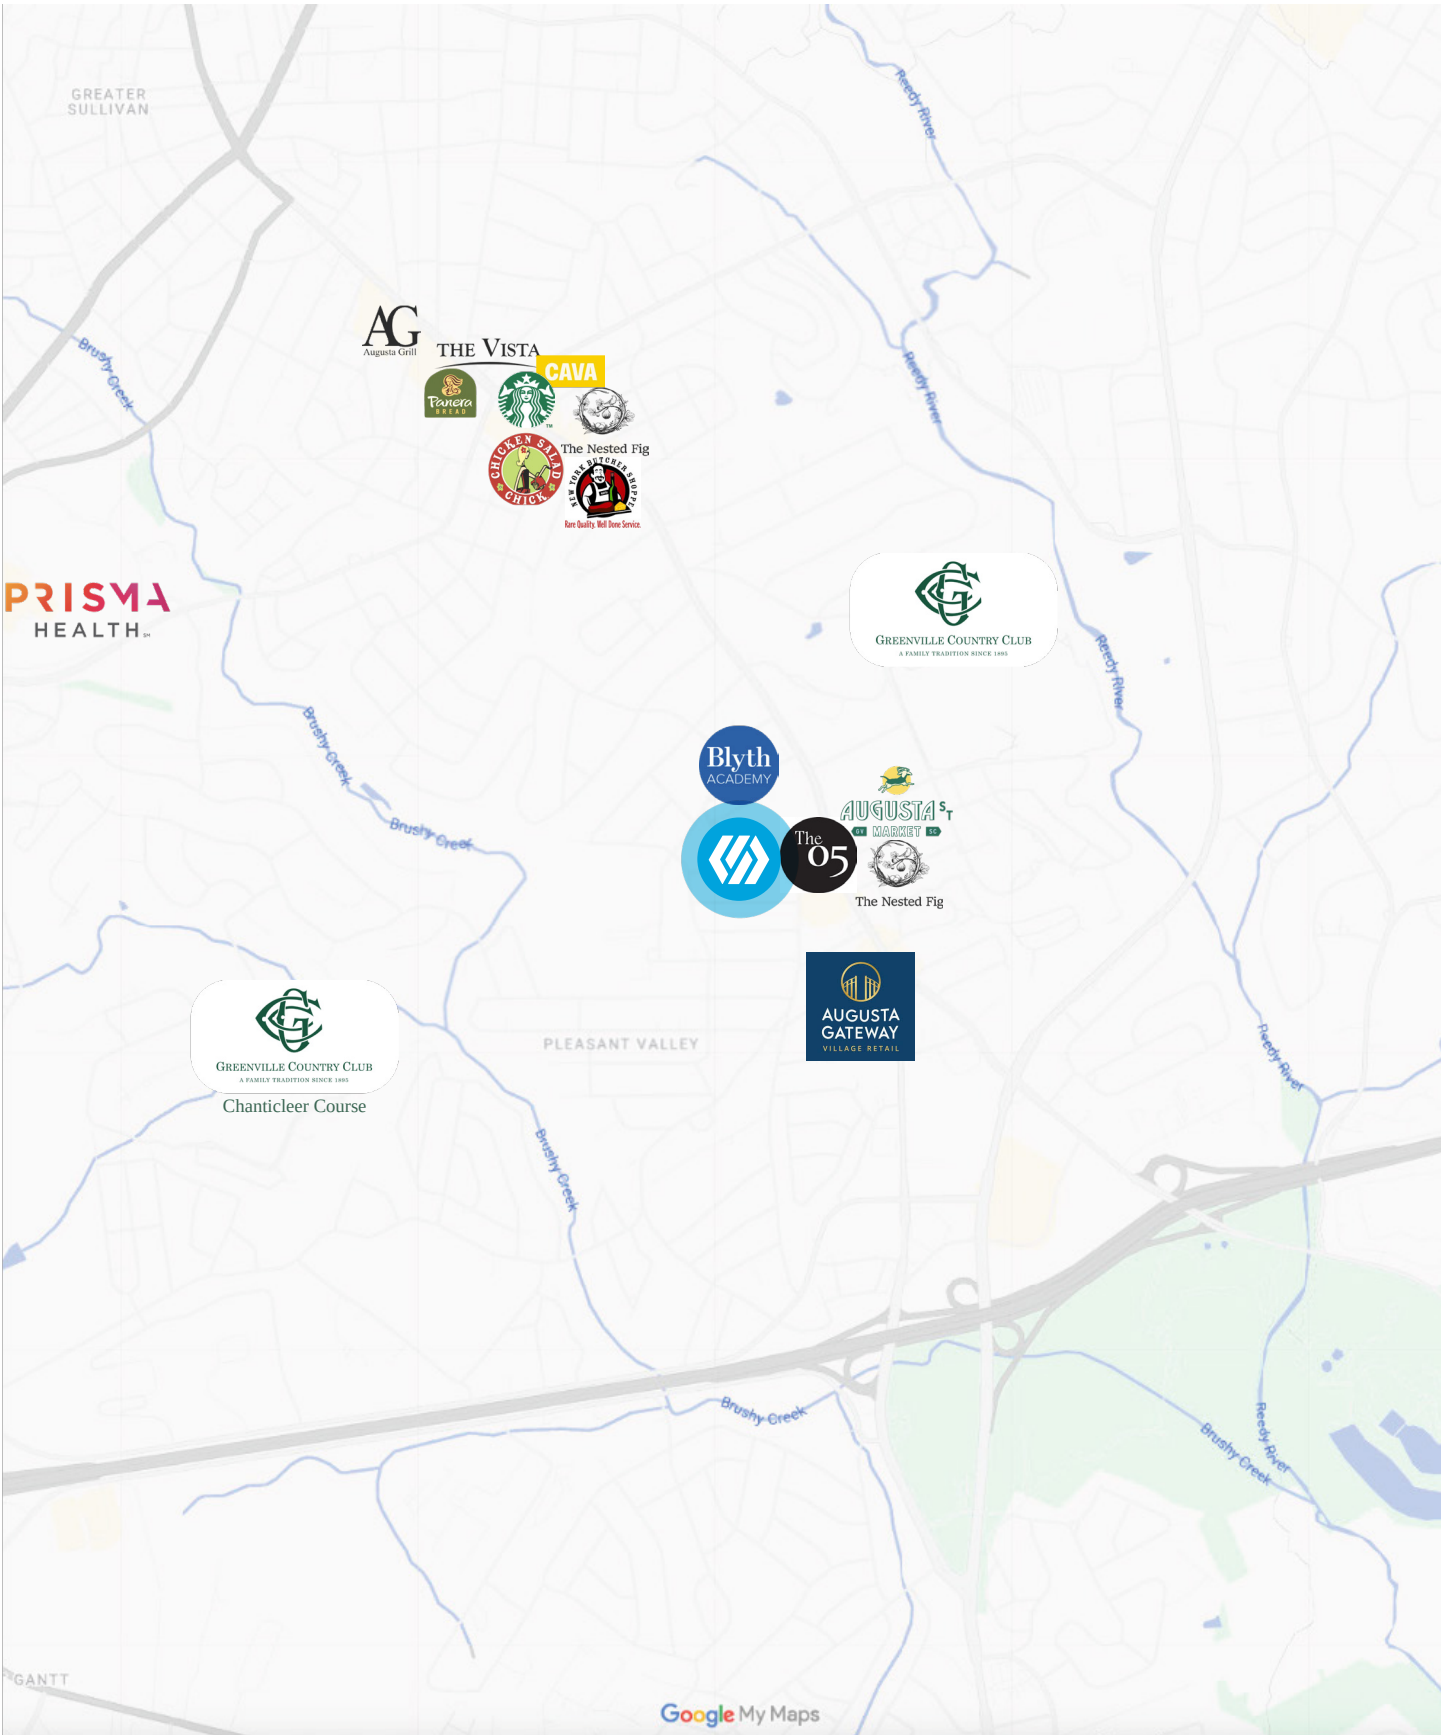 GREATER
SULLIVAN
Reedy River
Brushy Creek
AG
Augusta Grill
THE VISTA
CAVA
Panera
BREAD
TM
The Nested Fig
CHICKEN SALAD
CHICK
NEW YORK BUTCHER SHOPPE
Rare Quality. Well Done Service.
Reedy River
PRISMA
HEALTH SM
GREENVILLE COUNTRY CLUB
A FAMILY TRADITION SINCE 1895
Reedy River
Brushy Creek
Blyth
ACADEMY
AUGUSTA ST
GV MARKET SC
The
05
The Nested Fig
Brushy Creek
AUGUSTA
GATEWAY
VILLAGE RETAIL
GREENVILLE COUNTRY CLUB
A FAMILY TRADITION SINCE 1895
Chanticleer Course
PLEASANT VALLEY
Reedy River
Brushy Creek
Brushy Creek
Reedy River
Brushy Creek
GANTT
Google My Maps